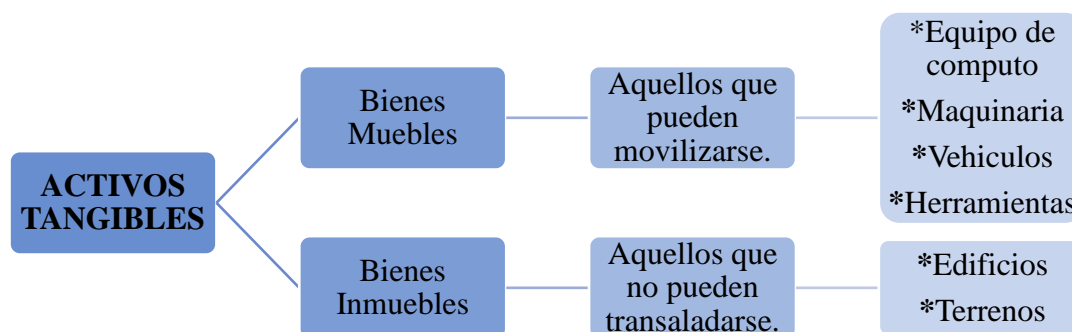 ACTIVOS
TANGIBLES
Bienes
Muebles
Aquellos que
pueden
movilizarse.
*Equipo de
computo
*Maquinaria
*Vehiculos
*Herramientas
Bienes
Inmuebles
Aquellos que
no pueden
transaladarse.
*Edificios
*Terrenos